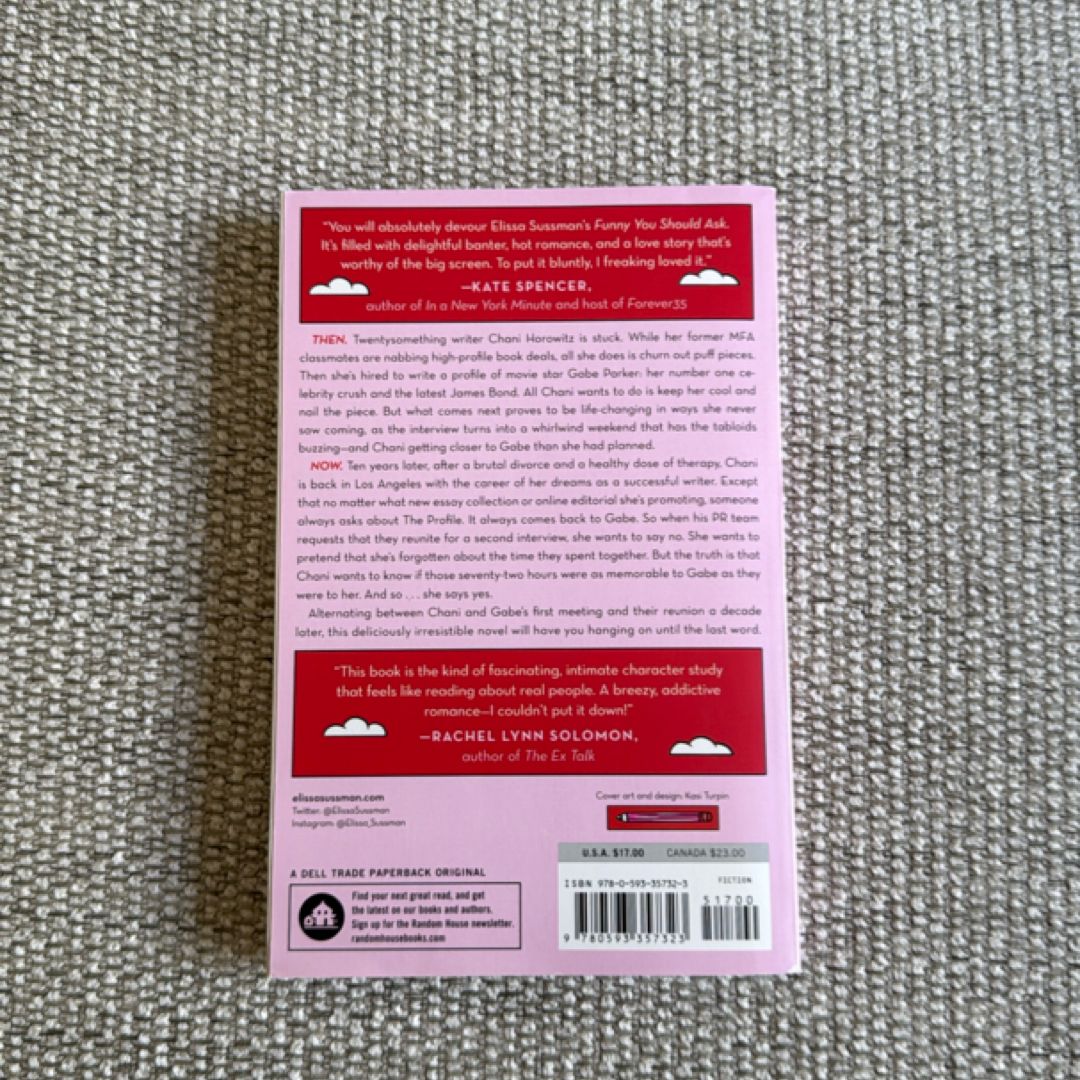 "You will absolutely devour Elissa Sussman's Funny You Should Ask.
It's filled with delightful banter, hot romance, and a love story that's
worthy of the big screen. To put it bluntly, I freaking loved it."
—KATE SPENCER,
author of In a New York Minute and host of Forever35
THEN. Twentysomething writer Chani Horowitz is stuck. While her former MFA
classmates are nabbing high-profile book deals, all she does is churn out puff pieces.
Then she's hired to write a profile of movie star Gabe Parker: her number one ce-
lebrity crush and the latest James Bond. All Chani wants to do is keep her cool and
nail the piece. But what comes next proves to be life-changing in ways she never
saw coming, as the interview turns into a whirlwind weekend that has the tabloids
buzzing—and Chani getting closer to Gabe than she had planned.
NOW. Ten years later, after a brutal divorce and a healthy dose of therapy, Chani
is back in Los Angeles with the career of her dreams as a successful writer. Except
that no matter what new essay collection or online editorial she's promoting, someone
always asks about The Profile. It always comes back to Gabe. So when his PR team
requests that they reunite for a second interview, she wants to say no. She wants to
pretend that she's forgotten about the time they spent together. But the truth is that
Chani wants to know if those seventy-two hours were as memorable to Gabe as they
were to her. And so . . . she says yes.
Alternating between Chani and Gabe's first meeting and their reunion a decade
later, this deliciously irresistible novel will have you hanging on until the last word.
"This book is the kind of fascinating, intimate character study
that feels like reading about real people. A breezy, addictive
romance—I couldn't put it down!"
—RACHEL LYNN SOLOMON,
author of The Ex Talk
elissasussman.com
Twitter: @ElissaSussman
Instagram: @Elissa_Sussman
Cover art and design: Kasi Turpin
A DELL TRADE PAPERBACK ORIGINAL
Find your next great read, and get
the latest on our books and authors.
Sign up for the Random House newsletter.
randomhousebooks.com
U.S.A. $17.00 CANADA $23.00
ISBN 978-0-593-35732-3
FICTION
51700
9 780593 357323